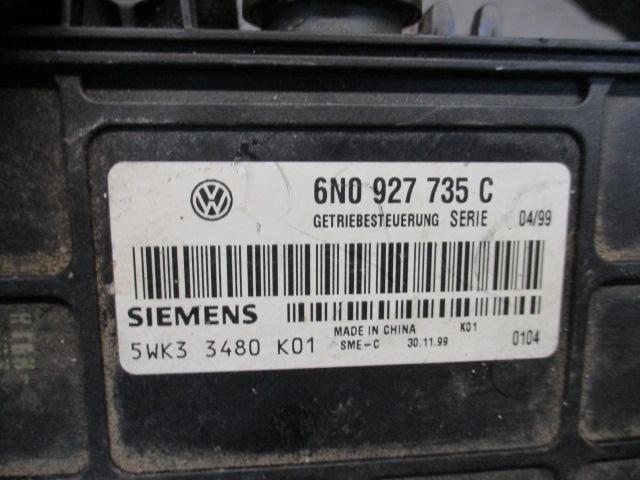 6N0 927 735 C
GETRIEBESTEUERUNG SERIE 04/99
SIEMENS
MADE IN CHINA K01
5WK3 3480 K01 SME-C 30.11.99 0104